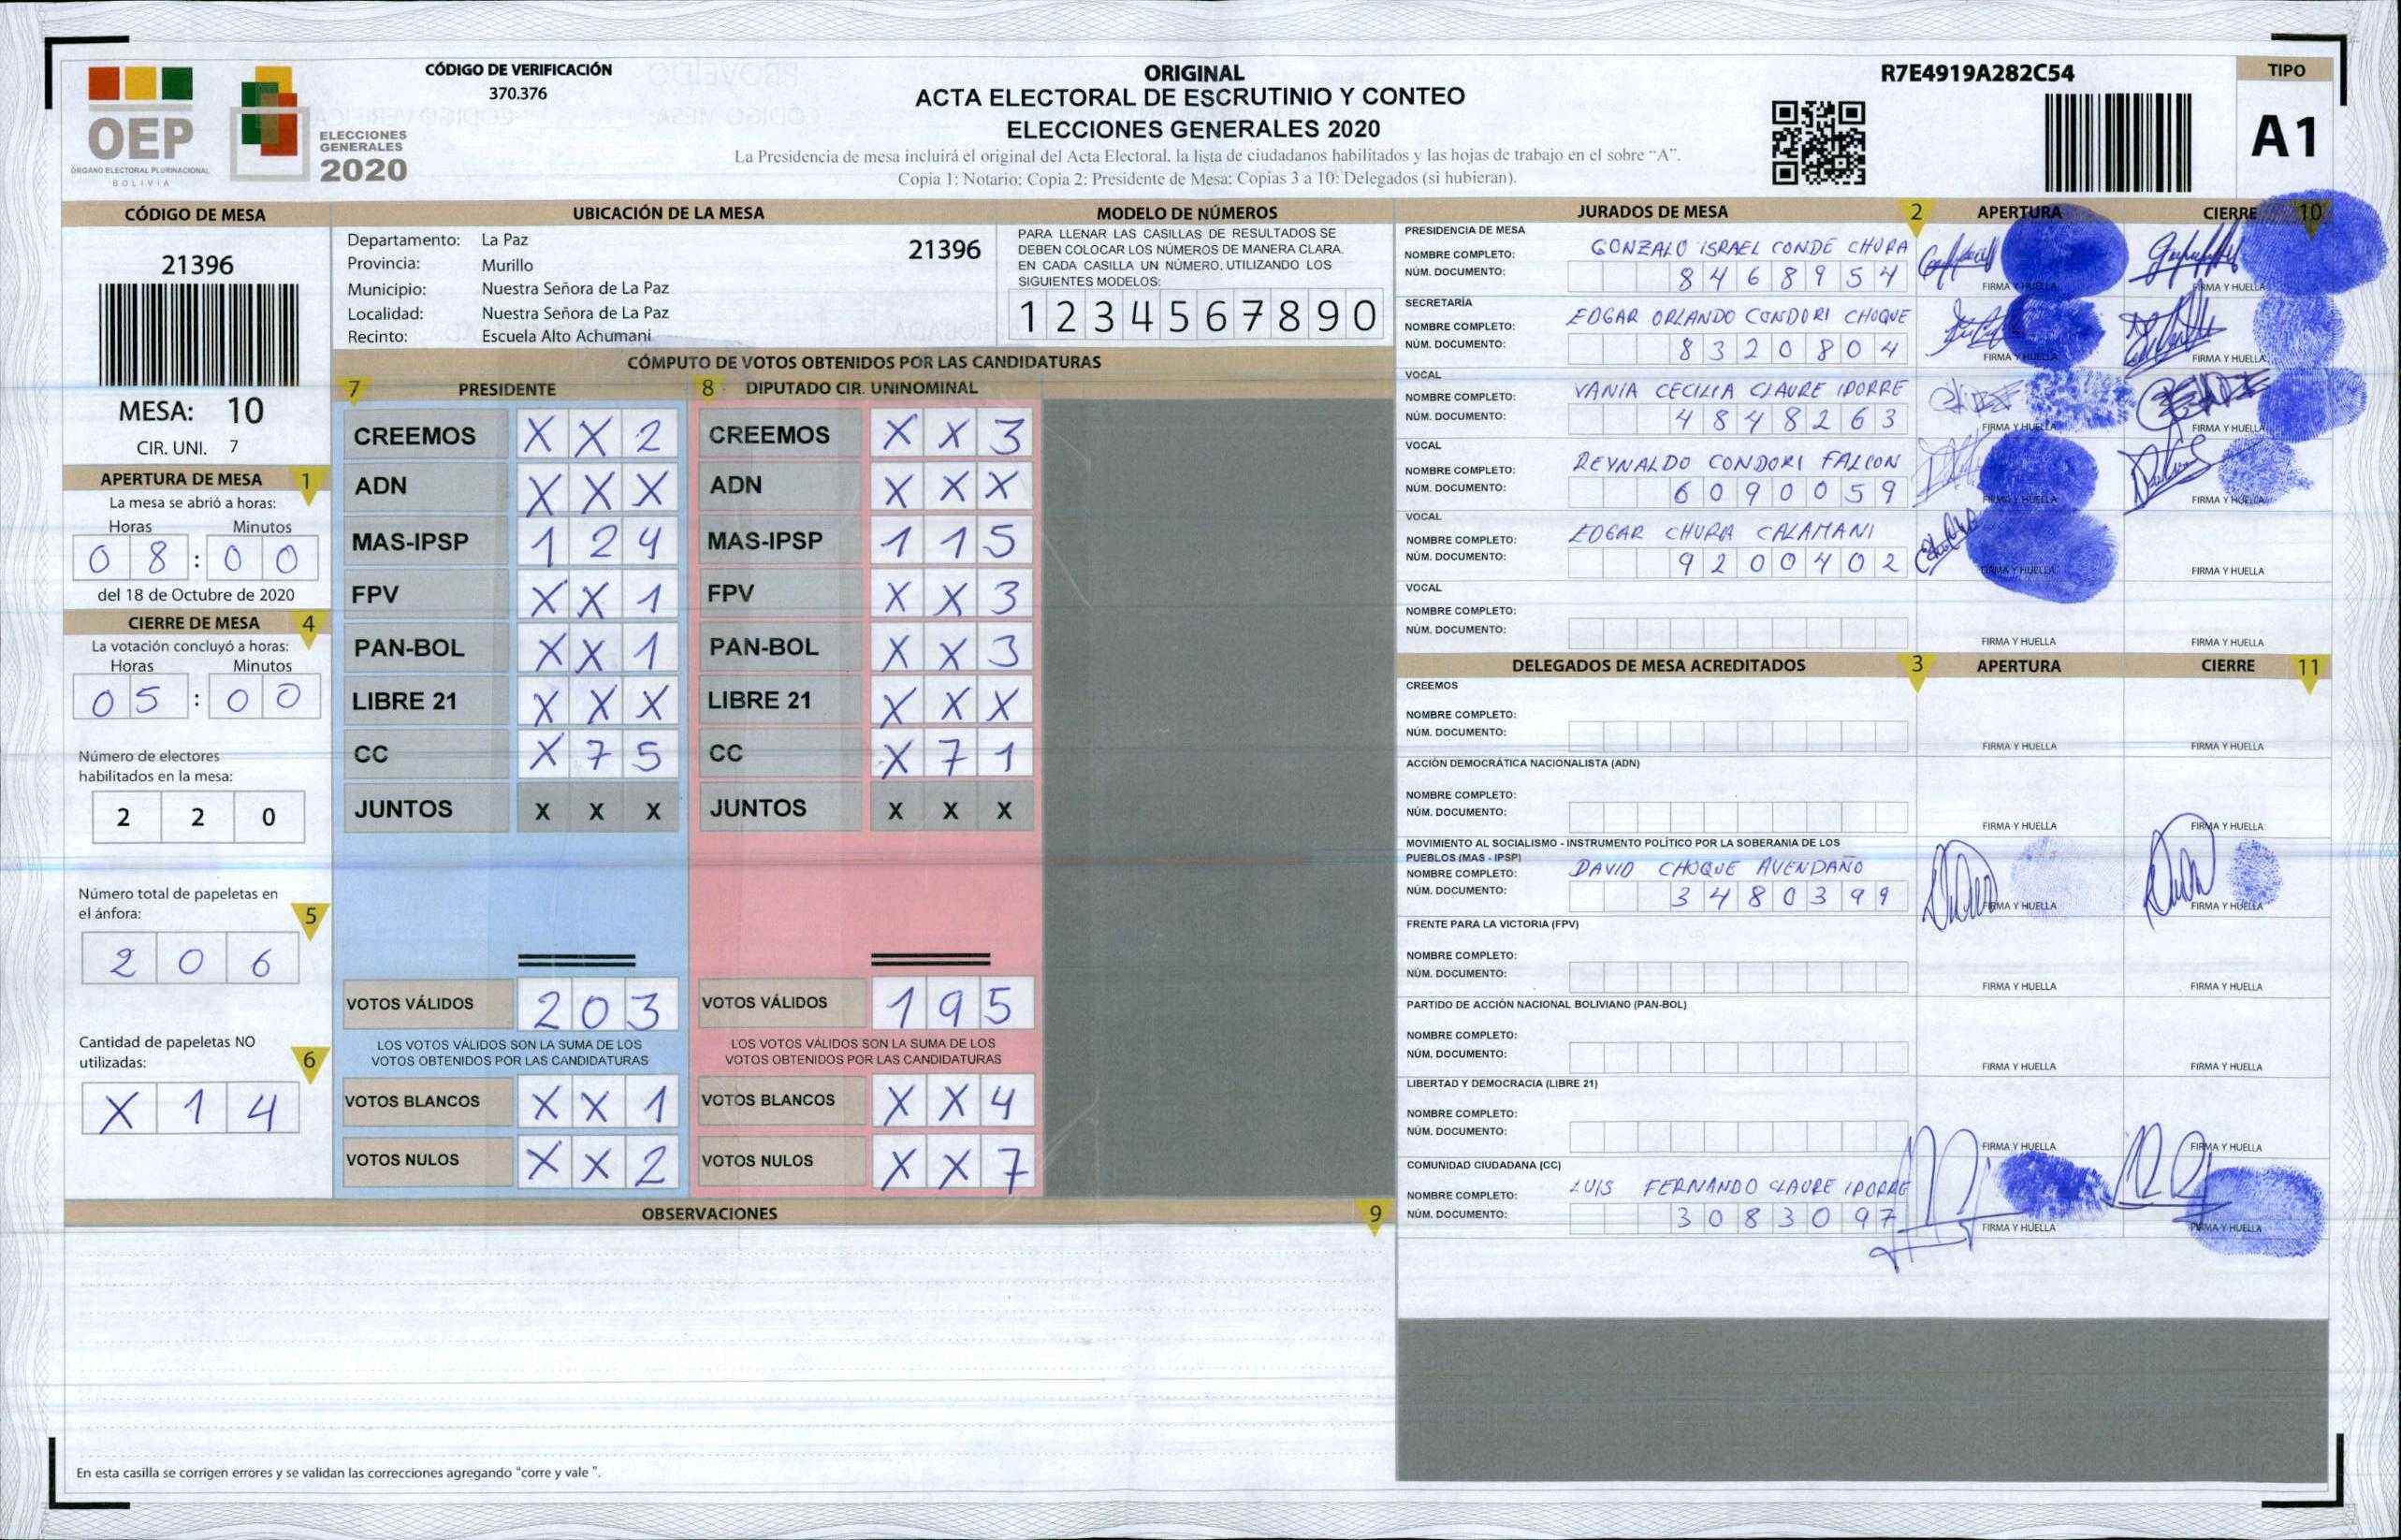 OEP
ÓRGANO ELECTORAL PLURINACIONAL
BOLIVIA
ELECCIONES
GENERALES
2020
CÓDIGO DE VERIFICACIÓN
370.376
ORIGINAL
ACTA ELECTORAL DE ESCRUTINIO Y CONTEO
ELECCIONES GENERALES 2020
La Presidencia de mesa incluirá el original del Acta Electoral, la lista de ciudadanos habilitados y las hojas de trabajo en el sobre "A".
Copia 1: Notario; Copia 2: Presidente de Mesa; Copias 3 a 10: Delegados (si hubieran).
R7E4919A282C54
TIPO
A1
CÓDIGO DE MESA
21396
MESA: 10
CIR. UNI. 7
APERTURA DE MESA 1
La mesa se abrió a horas:
Horas Minutos
0 8 : 0 0
del 18 de Octubre de 2020
CIERRE DE MESA 4
La votación concluyó a horas:
Horas Minutos
0 5 : 0 0
Número de electores
habilitados en la mesa:
2 2 0
Número total de papeletas en
el ánfora: 5
2 0 6
Cantidad de papeletas NO
utilizadas: 6
X 1 4
UBICACIÓN DE LA MESA
Departamento: La Paz 21396
Provincia: Murillo
Municipio: Nuestra Señora de La Paz
Localidad: Nuestra Señora de La Paz
Recinto: Escuela Alto Achumani
MODELO DE NÚMEROS
PARA LLENAR LAS CASILLAS DE RESULTADOS SE
DEBEN COLOCAR LOS NÚMEROS DE MANERA CLARA.
EN CADA CASILLA UN NÚMERO, UTILIZANDO LOS
SIGUIENTES MODELOS:
1 2 3 4 5 6 7 8 9 0
CÓMPUTO DE VOTOS OBTENIDOS POR LAS CANDIDATURAS
7 PRESIDENTE
CREEMOS X X 2
ADN X X X
MAS-IPSP 1 2 4
FPV X X 1
PAN-BOL X X 1
LIBRE 21 X X X
CC X 7 5
JUNTOS X X X
VOTOS VÁLIDOS 2 0 3
LOS VOTOS VÁLIDOS SON LA SUMA DE LOS
VOTOS OBTENIDOS POR LAS CANDIDATURAS
VOTOS BLANCOS X X 1
VOTOS NULOS X X 2
8 DIPUTADO CIR. UNINOMINAL
CREEMOS X X 3
ADN X X X
MAS-IPSP 1 1 5
FPV X X 3
PAN-BOL X X 3
LIBRE 21 X X X
CC X 7 1
JUNTOS X X X
VOTOS VÁLIDOS 1 9 5
LOS VOTOS VÁLIDOS SON LA SUMA DE LOS
VOTOS OBTENIDOS POR LAS CANDIDATURAS
VOTOS BLANCOS X X 4
VOTOS NULOS X X 7
OBSERVACIONES 9
En esta casilla se corrigen errores y se validan las correcciones agregando "corre y vale ".
JURADOS DE MESA 2 APERTURA CIERRE 10
PRESIDENCIA DE MESA
NOMBRE COMPLETO: GONZALO ISRAEL CONDE CHURA
NÚM. DOCUMENTO: 8 4 6 8 9 5 4
FIRMA Y HUELLA FIRMA Y HUELLA
SECRETARÍA
NOMBRE COMPLETO: EDGAR ORLANDO CONDORI CHOQUE
NÚM. DOCUMENTO: 8 3 2 0 8 0 4
FIRMA Y HUELLA FIRMA Y HUELLA
VOCAL
NOMBRE COMPLETO: VANIA CECILIA CLAURE IPORRE
NÚM. DOCUMENTO: 4 8 4 8 2 6 3
FIRMA Y HUELLA FIRMA Y HUELLA
VOCAL
NOMBRE COMPLETO: REYNALDO CONDORI FALCON
NÚM. DOCUMENTO: 6 0 9 0 0 5 9
FIRMA Y HUELLA FIRMA Y HUELLA
VOCAL
NOMBRE COMPLETO: EDGAR CHURA CALAMANI
NÚM. DOCUMENTO: 9 2 0 0 4 0 2
FIRMA Y HUELLA FIRMA Y HUELLA
VOCAL
NOMBRE COMPLETO:
NÚM. DOCUMENTO:
FIRMA Y HUELLA FIRMA Y HUELLA
DELEGADOS DE MESA ACREDITADOS 3 APERTURA CIERRE 11
CREEMOS
NOMBRE COMPLETO:
NÚM. DOCUMENTO:
FIRMA Y HUELLA FIRMA Y HUELLA
ACCIÓN DEMOCRÁTICA NACIONALISTA (ADN)
NOMBRE COMPLETO:
NÚM. DOCUMENTO:
FIRMA Y HUELLA FIRMA Y HUELLA
MOVIMIENTO AL SOCIALISMO - INSTRUMENTO POLÍTICO POR LA SOBERANIA DE LOS
PUEBLOS (MAS - IPSP)
NOMBRE COMPLETO: DAVID CHOQUE AVENDAÑO
NÚM. DOCUMENTO: 3 4 8 0 3 9 9
FIRMA Y HUELLA FIRMA Y HUELLA
FRENTE PARA LA VICTORIA (FPV)
NOMBRE COMPLETO:
NÚM. DOCUMENTO:
FIRMA Y HUELLA FIRMA Y HUELLA
PARTIDO DE ACCIÓN NACIONAL BOLIVIANO (PAN-BOL)
NOMBRE COMPLETO:
NÚM. DOCUMENTO:
FIRMA Y HUELLA FIRMA Y HUELLA
LIBERTAD Y DEMOCRACIA (LIBRE 21)
NOMBRE COMPLETO:
NÚM. DOCUMENTO:
FIRMA Y HUELLA FIRMA Y HUELLA
COMUNIDAD CIUDADANA (CC)
NOMBRE COMPLETO: LUIS FERNANDO CLAURE IPORRE
NÚM. DOCUMENTO: 3 0 8 3 0 9 7
FIRMA Y HUELLA FIRMA Y HUELLA